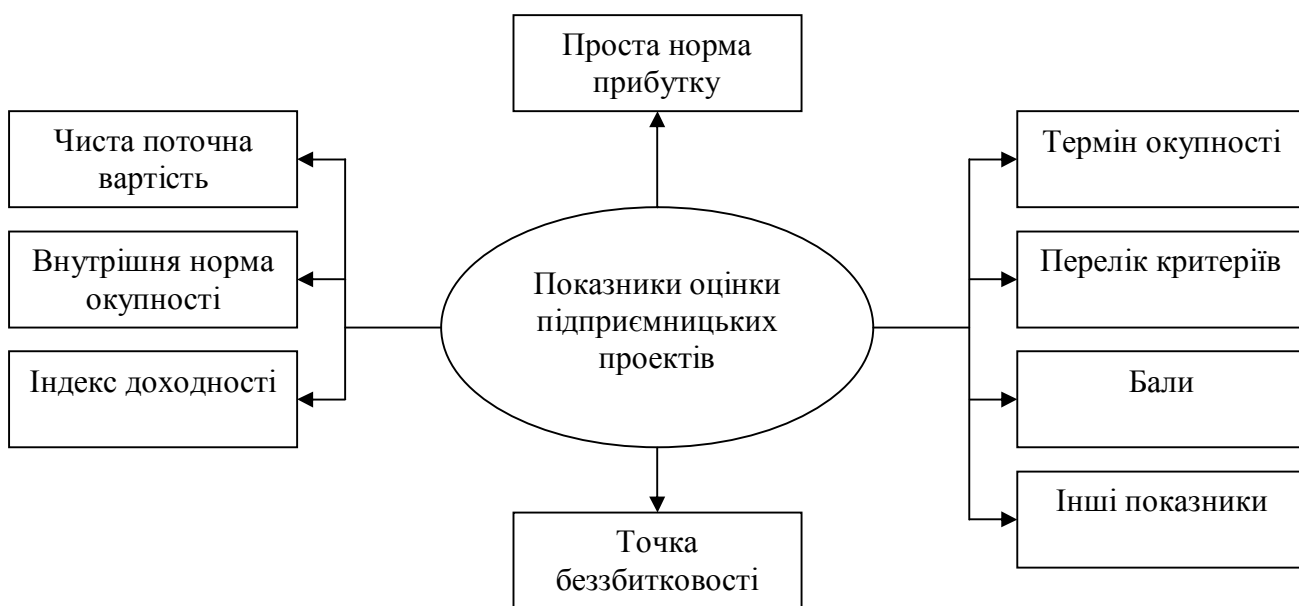 Проста норма
прибутку
Чиста поточна
вартість
Внутрішня норма
окупності
Індекс доходності
Показники оцінки
підприємницьких
проектів
Термін окупності
Перелік критеріїв
Бали
Інші показники
Точка
беззбитковості